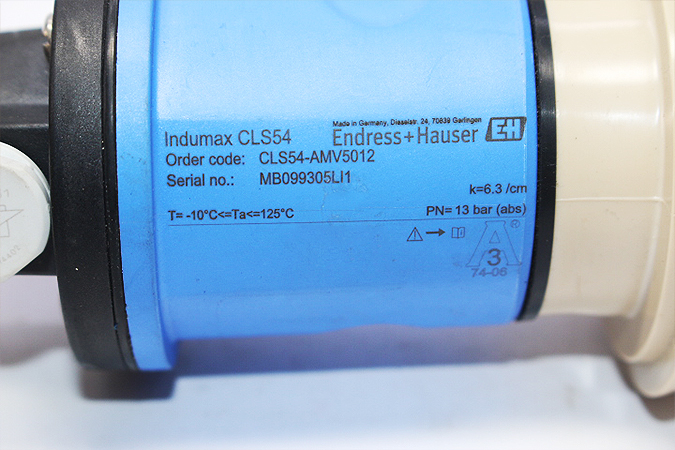 Made in Germany, Dieselstr. 24, 70839 Gerlingen
Indumax CLS54
Endress+Hauser EH
Order code: CLS54-AMV5012
Serial no.: MB099305LI1
k=6.3 /cm
T= -10°C<=Ta<=125°C
PN= 13 bar (abs)
3
A ®
74-06